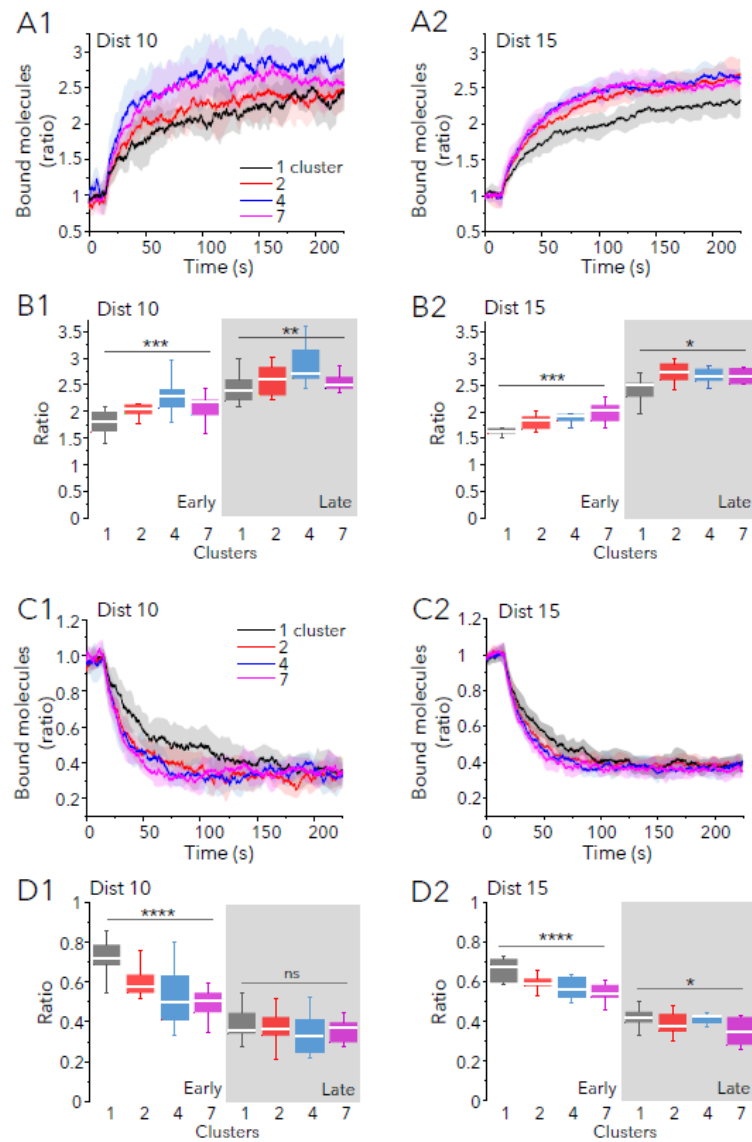 A1 Dist 10
Bound molecules
(ratio)
3
2.5
2
1.5
1
0.5
1 cluster
2
4
7
0 50 100 150 200
Time (s)
A2 Dist 15
Bound molecules
(ratio)
3
2.5
2
1.5
1
0.5
0 50 100 150 200
Time (s)
B1 Dist 10
Ratio
3.5
3
2.5
2
1.5
1
0.5
0
***
**
Early
Late
1 2 4 7 1 2 4 7
Clusters
B2 Dist 15
Ratio
3.5
3
2.5
2
1.5
1
0.5
0
***
*
Early
Late
1 2 4 7 1 2 4 7
Clusters
C1 Dist 10
Bound molecules
(ratio)
1.2
1.0
0.8
0.6
0.4
0.2
1 cluster
2
4
7
0 50 100 150 200
Time (s)
C2 Dist 15
Bound molecules
(ratio)
1.2
1.0
0.8
0.6
0.4
0.2
0 50 100 150 200
Time (s)
D1 Dist 10
Ratio
1
0.8
0.6
0.4
0.2
0
****
ns
Early
Late
1 2 4 7 1 2 4 7
Clusters
D2 Dist 15
Ratio
1
0.8
0.6
0.4
0.2
0
****
*
Early
Late
1 2 4 7 1 2 4 7
Clusters